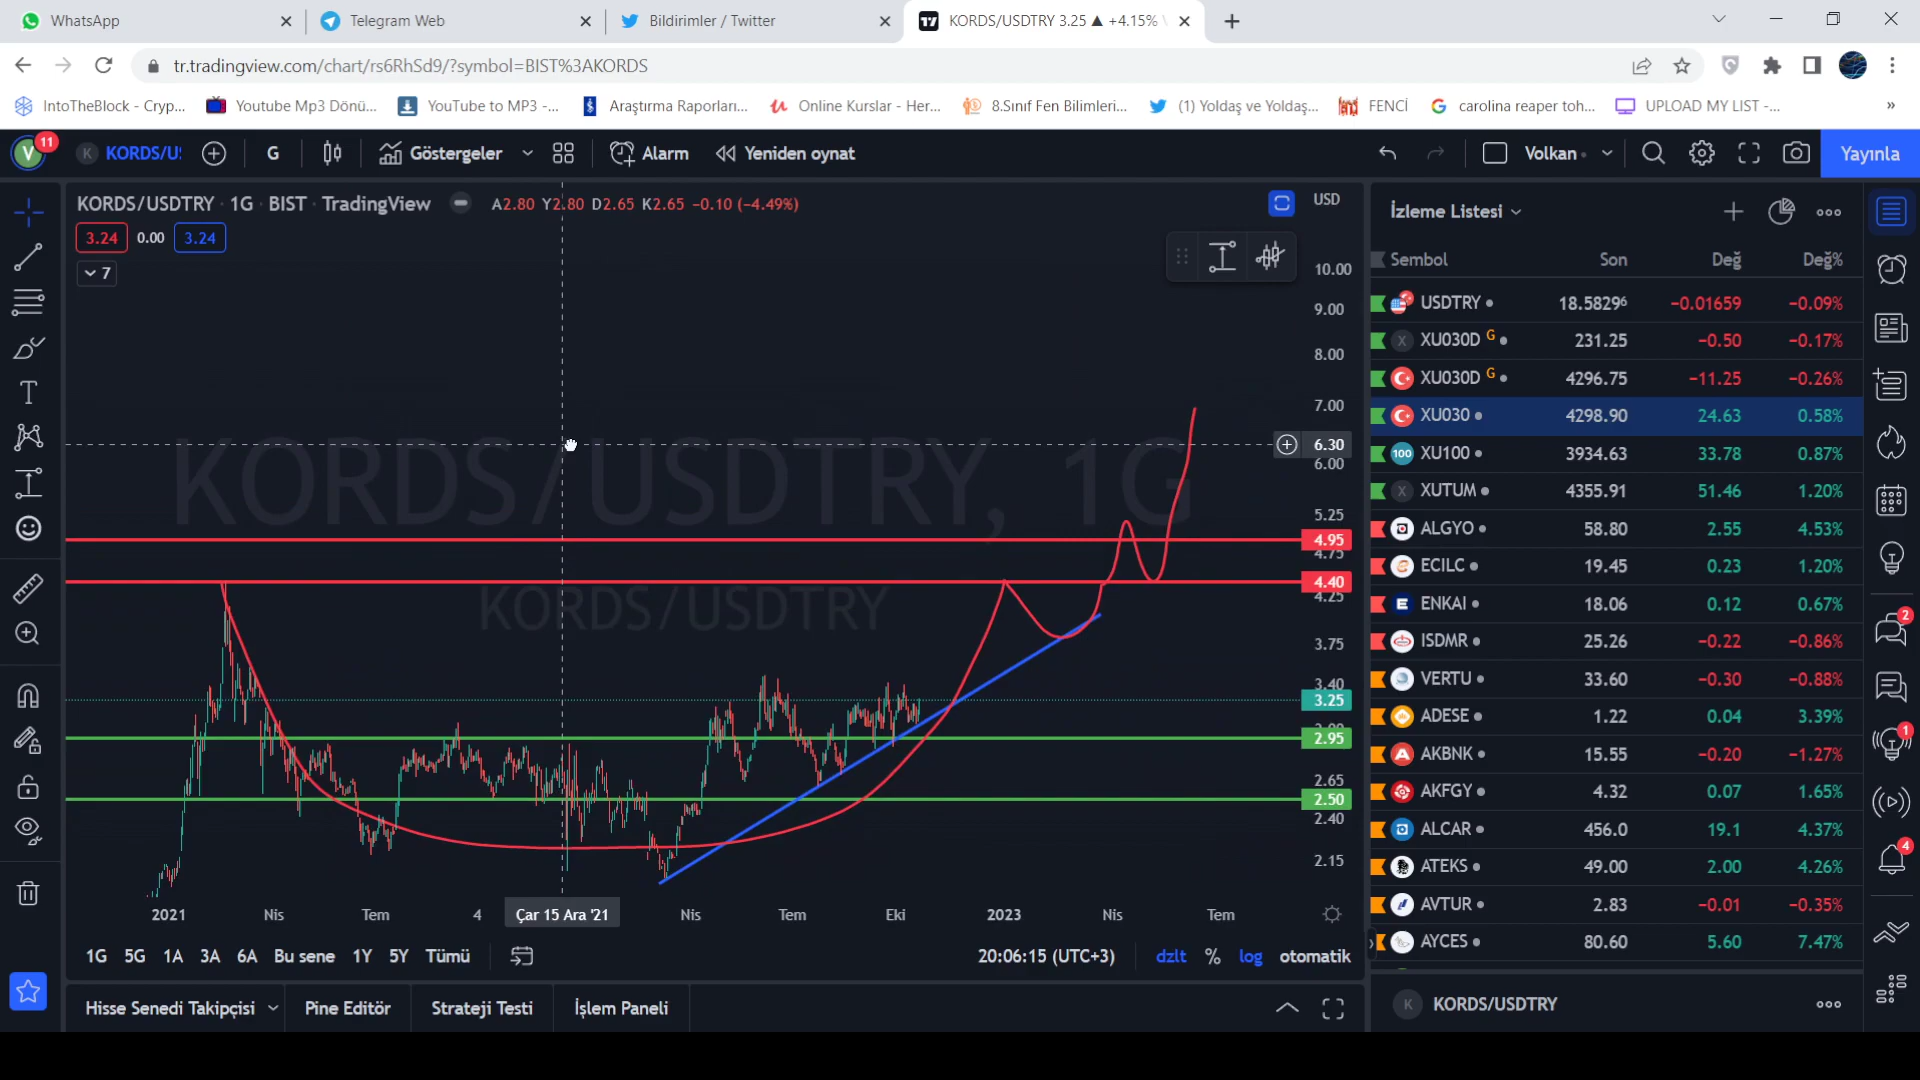 WhatsApp
Telegram Web
Bildirimler / Twitter
KORDS/USDTRY 3.25 ▲ +4.15%
tr.tradingview.com/chart/rs6RhSd9/?symbol=BIST%3AKORDS
IntoTheBlock - Cryp...
Youtube Mp3 Dönü...
YouTube to MP3 -...
Araştırma Raporları...
Online Kurslar - Her...
8.Sınıf Fen Bilimleri...
(1) Yoldaş ve Yoldaş...
FENCİ
carolina reaper toh...
UPLOAD MY LIST -...
»
V 11
K KORDS/U
G
Göstergeler
Alarm
Yeniden oynat
Volkan
Yayınla
KORDS/USDTRY · 1G · BIST · TradingView
A2.80 Y2.80 D2.65 K2.65 −0.10 (−4.49%)
USD
3.24 0.00 3.24
7
KORDS/USDTRY, 1G
KORDS/USDTRY
10.00
9.00
8.00
7.00
6.30
6.00
5.25
4.95
4.75
4.40
4.25
3.75
3.40
3.25
2.95
2.65
2.50
2.40
2.15
2021 Nis Tem 4 Çar 15 Ara '21 Nis Tem Eki 2023 Nis Tem
1G 5G 1A 3A 6A Bu sene 1Y 5Y Tümü
20:06:15 (UTC+3)
dzlt % log otomatik
Hisse Senedi Takipçisi
Pine Editör
Strateji Testi
İşlem Paneli
İzleme Listesi
Sembol Son Değ Değ%
USDTRY 18.5829⁶ −0.01659 −0.09%
XU030D G 231.25 −0.50 −0.17%
XU030D G 4296.75 −11.25 −0.26%
XU030 4298.90 24.63 0.58%
100 XU100 3934.63 33.78 0.87%
XUTUM 4355.91 51.46 1.20%
ALGYO 58.80 2.55 4.53%
ECILC 19.45 0.23 1.20%
ENKAI 18.06 0.12 0.67%
ISDMR 25.26 −0.22 −0.86%
VERTU 33.60 −0.30 −0.88%
ADESE 1.22 0.04 3.39%
AKBNK 15.55 −0.20 −1.27%
AKFGY 4.32 0.07 1.65%
ALCAR 456.0 19.1 4.37%
ATEKS 49.00 2.00 4.26%
AVTUR 2.83 −0.01 −0.35%
AYCES 80.60 5.60 7.47%
K KORDS/USDTRY
2
1
4